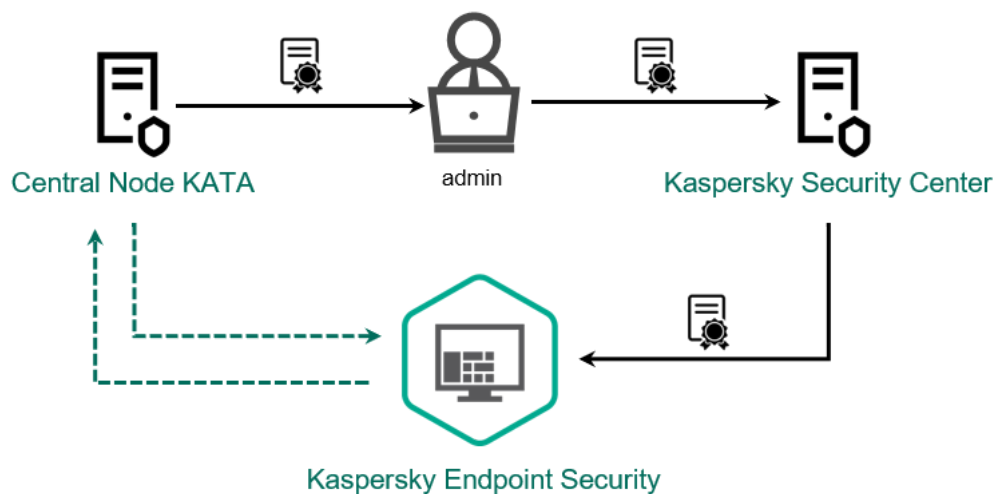 Central Node KATA
admin
Kaspersky Security Center
Kaspersky Endpoint Security